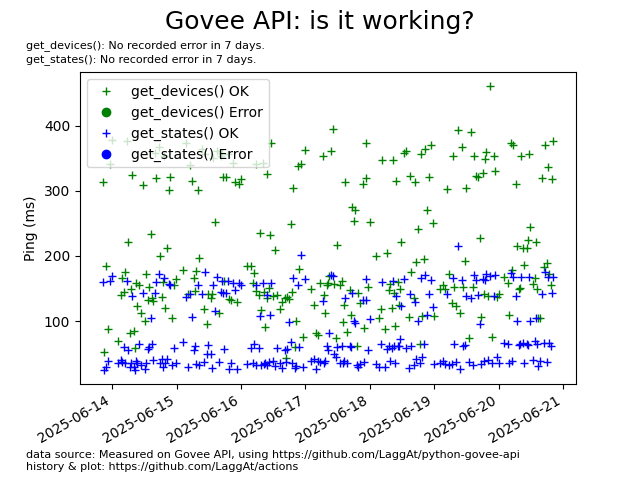 Govee API: is it working?
get_devices(): No recorded error in 7 days.
get_states(): No recorded error in 7 days.
get_devices() OK
get_devices() Error
get_states() OK
get_states() Error
Ping (ms)
400
300
200
100
2025-06-14
2025-06-15
2025-06-16
2025-06-17
2025-06-18
2025-06-19
2025-06-20
2025-06-21
data source: Measured on Govee API, using https://github.com/LaggAt/python-govee-api
history & plot: https://github.com/LaggAt/actions